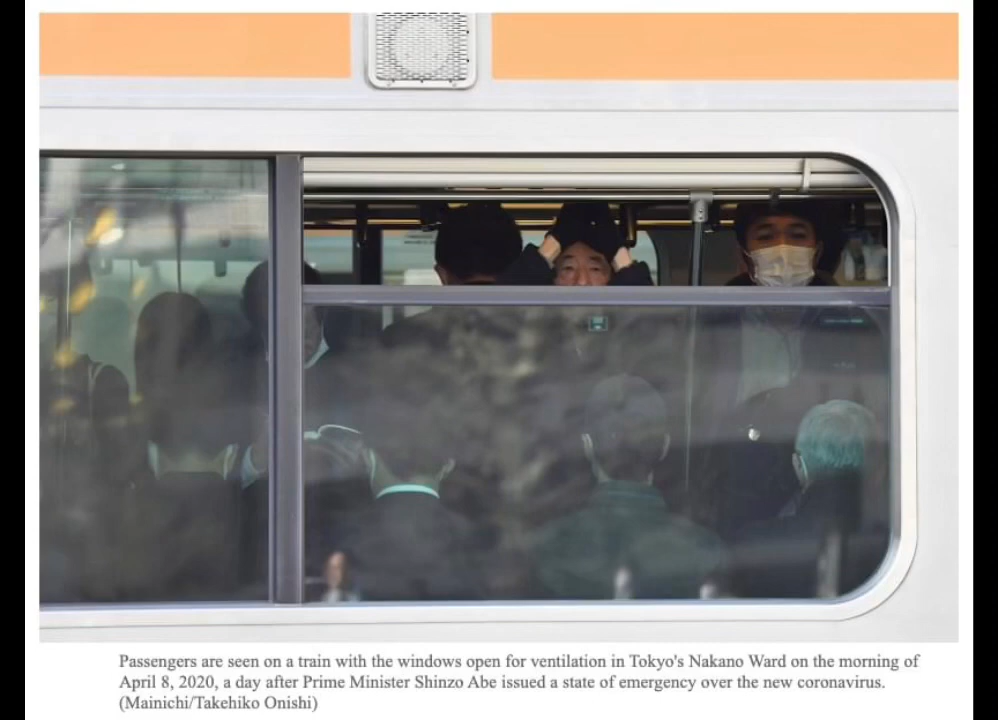 Passengers are seen on a train with the windows open for ventilation in Tokyo's Nakano Ward on the morning of
April 8, 2020, a day after Prime Minister Shinzo Abe issued a state of emergency over the new coronavirus.
(Mainichi/Takehiko Onishi)